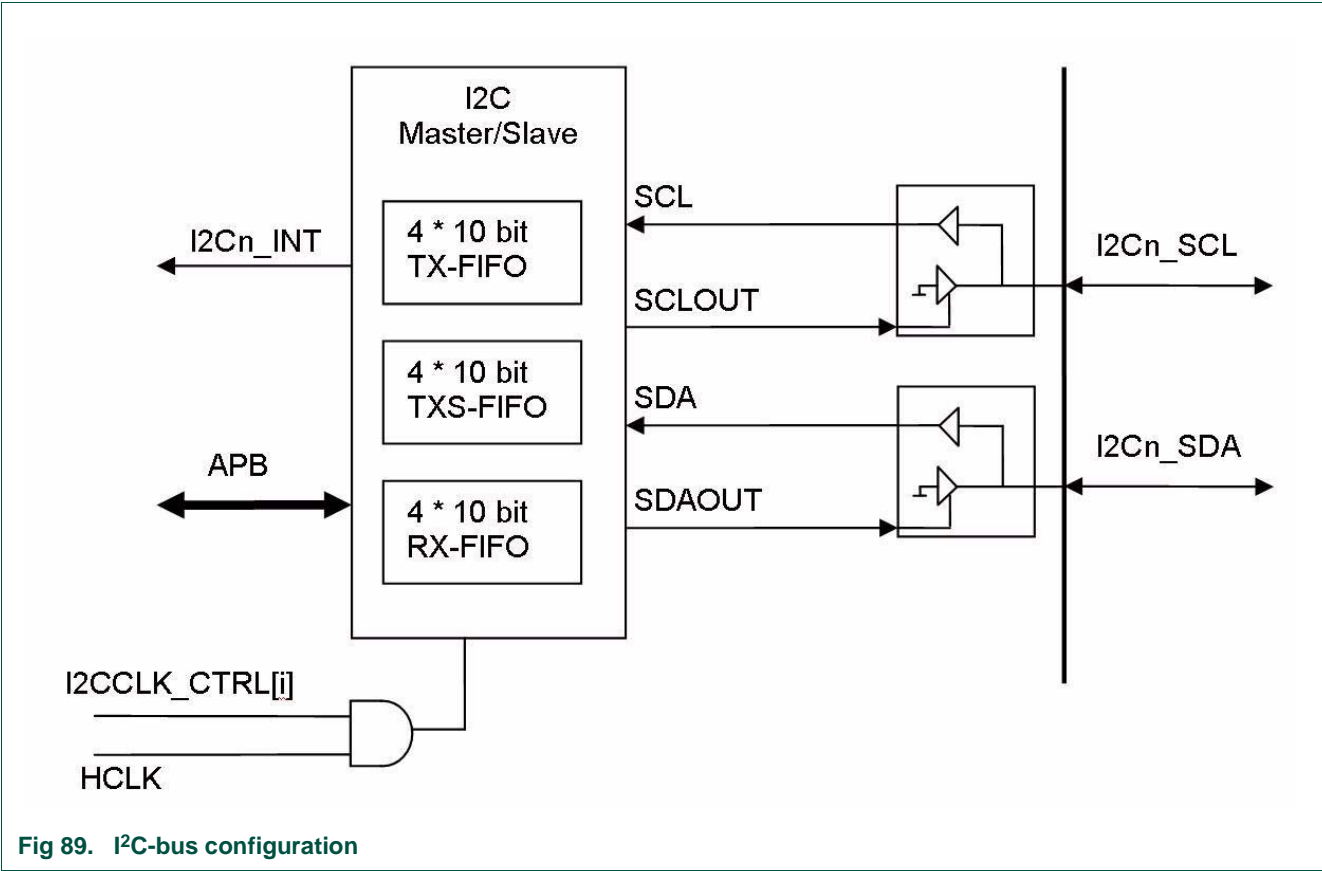 I2C
Master/Slave
4 * 10 bit
TX-FIFO
4 * 10 bit
TXS-FIFO
4 * 10 bit
RX-FIFO
I2Cn_INT
APB
SCL
SCLOUT
SDA
SDAOUT
I2Cn_SCL
I2Cn_SDA
I2CCLK_CTRL[i]
HCLK
Fig 89. I²C-bus configuration